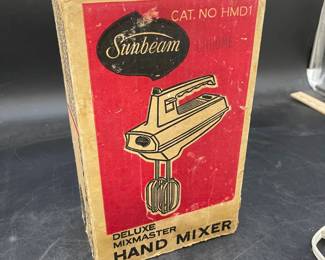 CAT. NO HMD1
Sunbeam
DELUXE
MIXMASTER
HAND MIXER